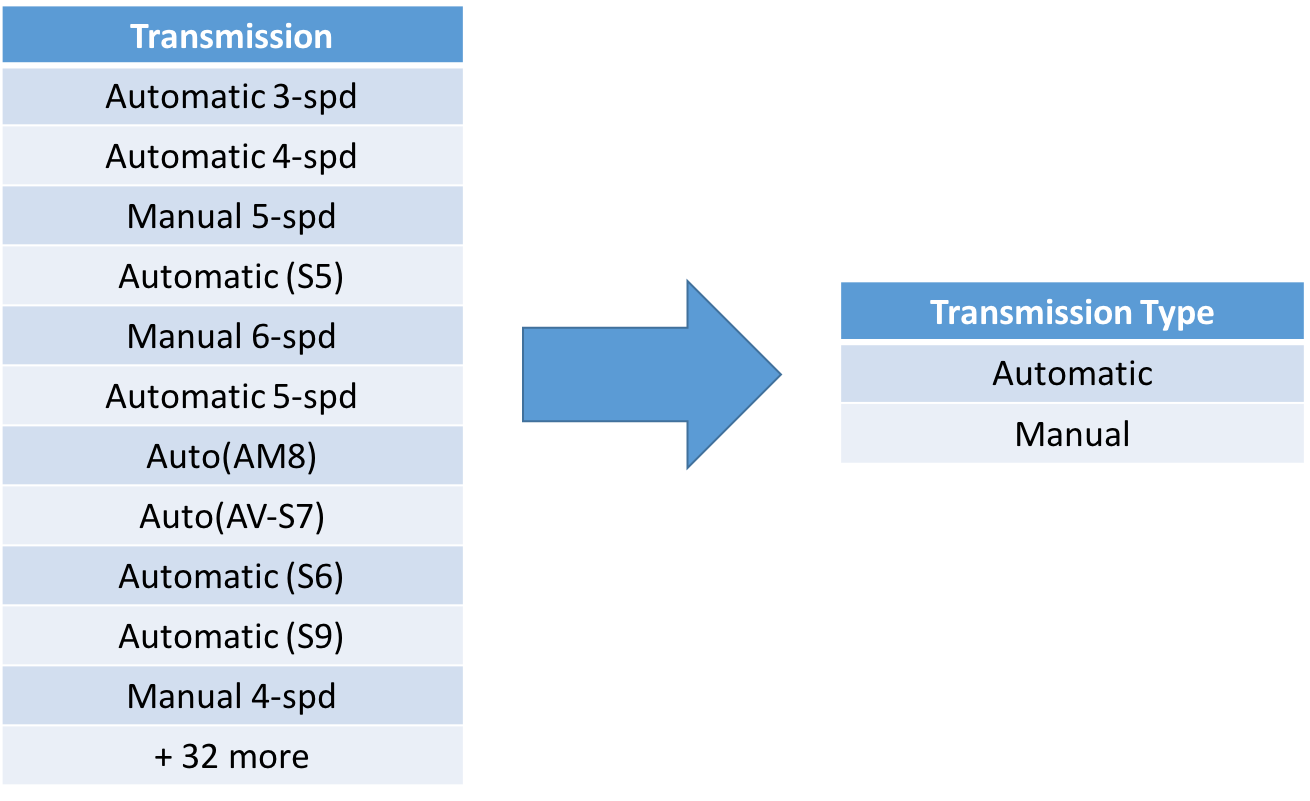 Transmission
Automatic 3-spd
Automatic 4-spd
Manual 5-spd
Automatic (S5)
Manual 6-spd
Automatic 5-spd
Auto(AM8)
Auto(AV-S7)
Automatic (S6)
Automatic (S9)
Manual 4-spd
+ 32 more
Transmission Type
Automatic
Manual